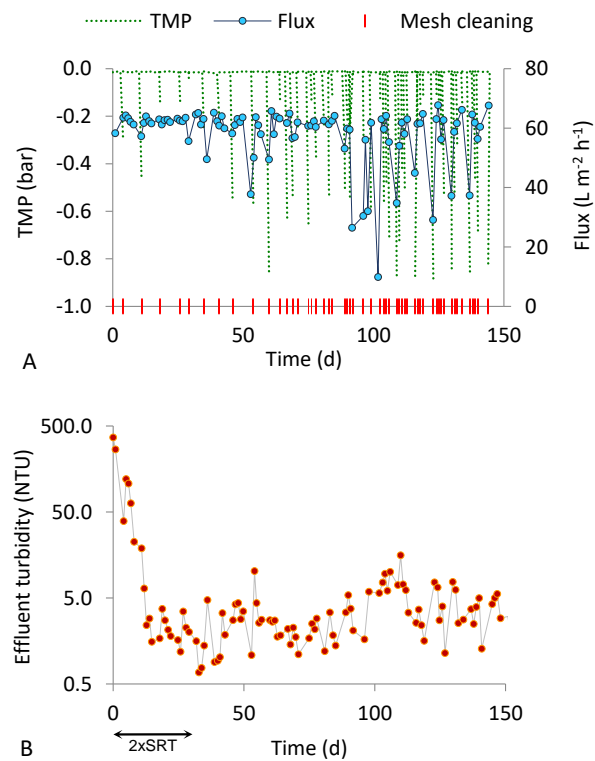 TMP Flux Mesh cleaning
0.0 80
-0.2 60
-0.4 40
-0.6
-0.8 20
-1.0 0
TMP (bar)
Flux (L m-2 h-1)
0 50 100 150
A Time (d)
500.0
50.0
5.0
0.5
Effluent turbidity (NTU)
0 50 100 150
2xSRT
B Time (d)